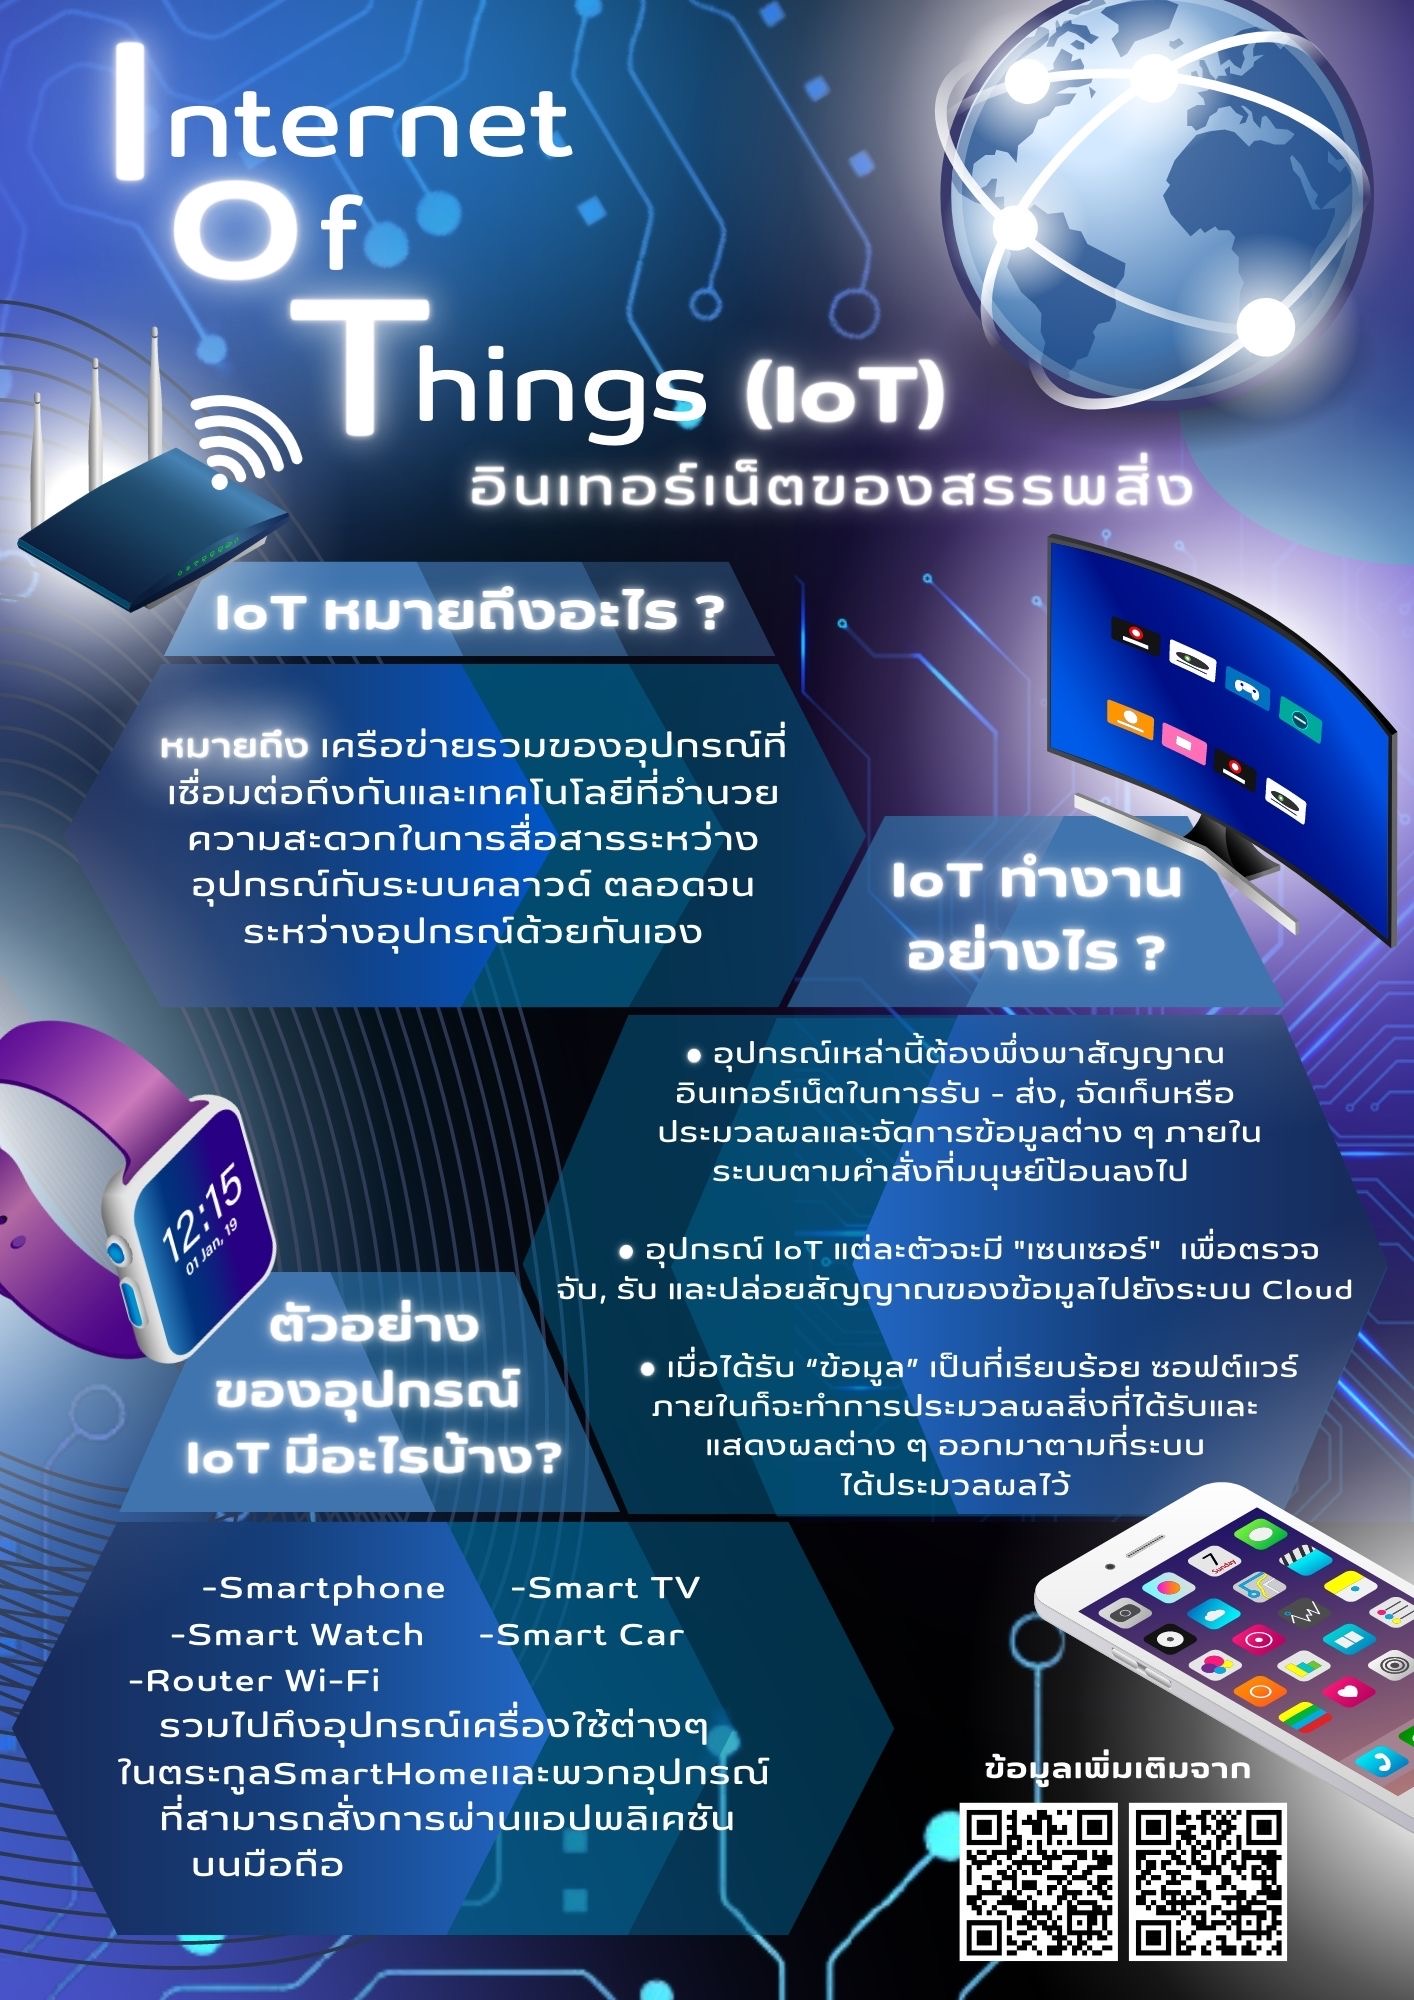 Internet
Of
Things (IoT)
อินเทอร์เน็ตของสรรพสิ่ง
IoT หมายถึงอะไร ?
หมายถึง เครือข่ายรวมของอุปกรณ์ที่
เชื่อมต่อถึงกันและเทคโนโลยีที่อำนวย
ความสะดวกในการสื่อสารระหว่าง
อุปกรณ์กับระบบคลาวด์ ตลอดจน
ระหว่างอุปกรณ์ด้วยกันเอง
IoT ทำงาน
อย่างไร ?
• อุปกรณ์เหล่านี้ต้องพึ่งพาสัญญาณ
อินเทอร์เน็ตในการรับ - ส่ง, จัดเก็บหรือ
ประมวลผลและจัดการข้อมูลต่าง ๆ ภายใน
ระบบตามคำสั่งที่มนุษย์ป้อนลงไป
• อุปกรณ์ IoT แต่ละตัวจะมี "เซนเซอร์" เพื่อตรวจ
จับ, รับ และปล่อยสัญญาณของข้อมูลไปยังระบบ Cloud
• เมื่อได้รับ “ข้อมูล” เป็นที่เรียบร้อย ซอฟต์แวร์
ภายในก็จะทำการประมวลผลสิ่งที่ได้รับและ
แสดงผลต่าง ๆ ออกมาตามที่ระบบ
ได้ประมวลผลไว้
12:15
01 Jan, 19
ตัวอย่าง
ของอุปกรณ์
IoT มีอะไรบ้าง?
-Smartphone -Smart TV
-Smart Watch -Smart Car
-Router Wi-Fi
รวมไปถึงอุปกรณ์เครื่องใช้ต่างๆ
ในตระกูลSmartHomeและพวกอุปกรณ์
ที่สามารถสั่งการผ่านแอปพลิเคชัน
บนมือถือ
7
Sunday
ข้อมูลเพิ่มเติมจาก